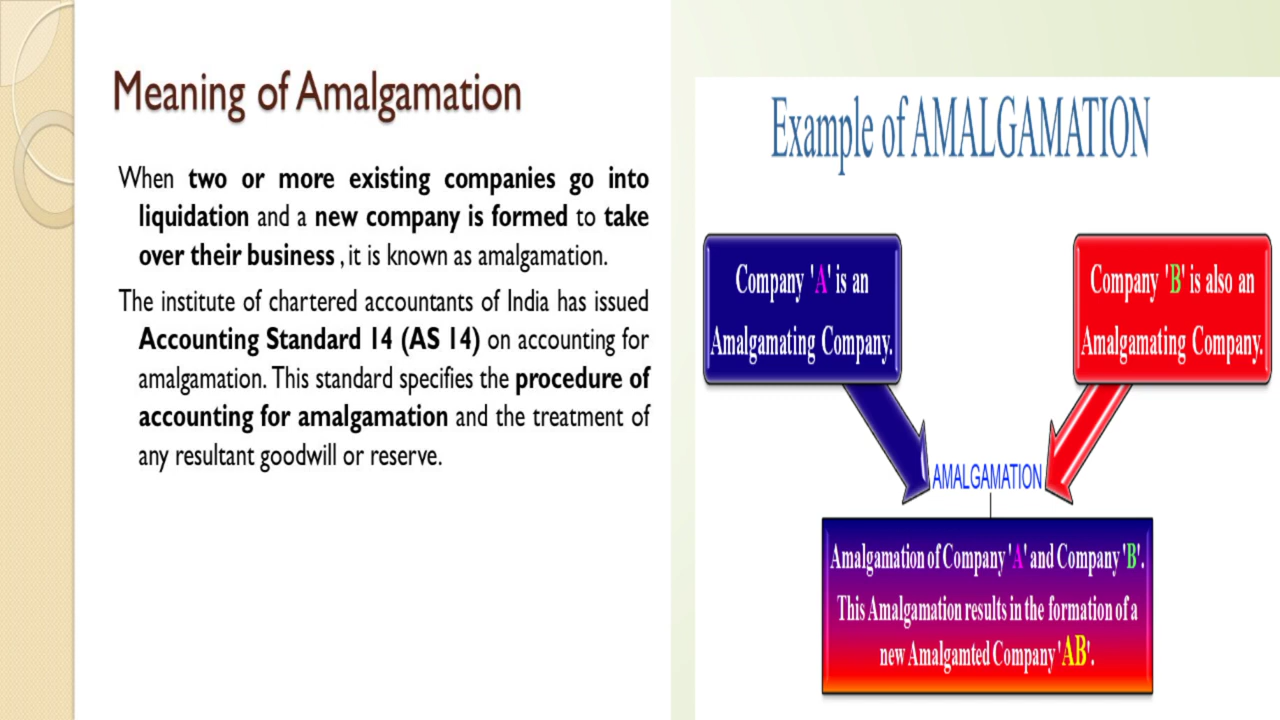 Meaning of Amalgamation
When two or more existing companies go into
liquidation and a new company is formed to take
over their business , it is known as amalgamation.
The institute of chartered accountants of India has issued
Accounting Standard 14 (AS 14) on accounting for
amalgamation. This standard specifies the procedure of
accounting for amalgamation and the treatment of
any resultant goodwill or reserve.
Example of AMALGAMATION
Company 'A' is an
Amalgamating Company.
Company 'B' is also an
Amalgamating Company.
AMALGAMATION
Amalgamation of Company 'A' and Company 'B'.
This Amalgamation results in the formation of a
new Amalgamted Company 'AB'.